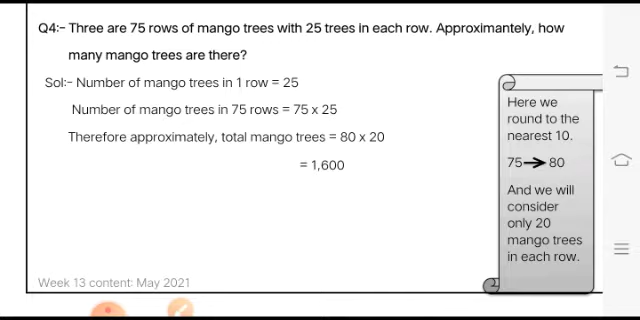 Q4:- Three are 75 rows of mango trees with 25 trees in each row. Approximantely, how
many mango trees are there?
Sol:- Number of mango trees in 1 row = 25
Number of mango trees in 75 rows = 75 x 25
Therefore approximately, total mango trees = 80 x 20
= 1,600
Here we
round to the
nearest 10.
75➔80
And we will
consider
only 20
mango trees
in each row.
Week 13 content: May 2021